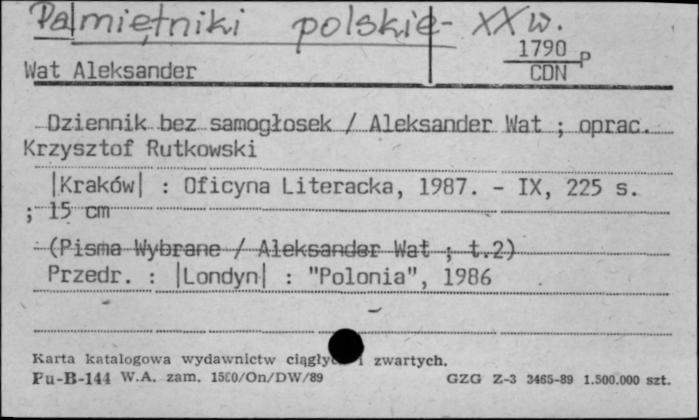 Pamiętniki polskie - XX w.
1790 P
CDN
Wat Aleksander
Dziennik bez samogłosek / Aleksander Wat ; oprac.
Krzysztof Rutkowski
|Kraków| : Oficyna Literacka, 1987. - IX, 225 s.
; 15 cm
(Pisma Wybrane / Aleksander Wat ; t.2)
Przedr. : |Londyn| : "Polonia", 1986
Karta katalogowa wydawnictw i zwartych.
Pu-B-144 W.A. zam. 1560/On/DW/89 GZG Z-3 3465-89 1.500.000 szt.